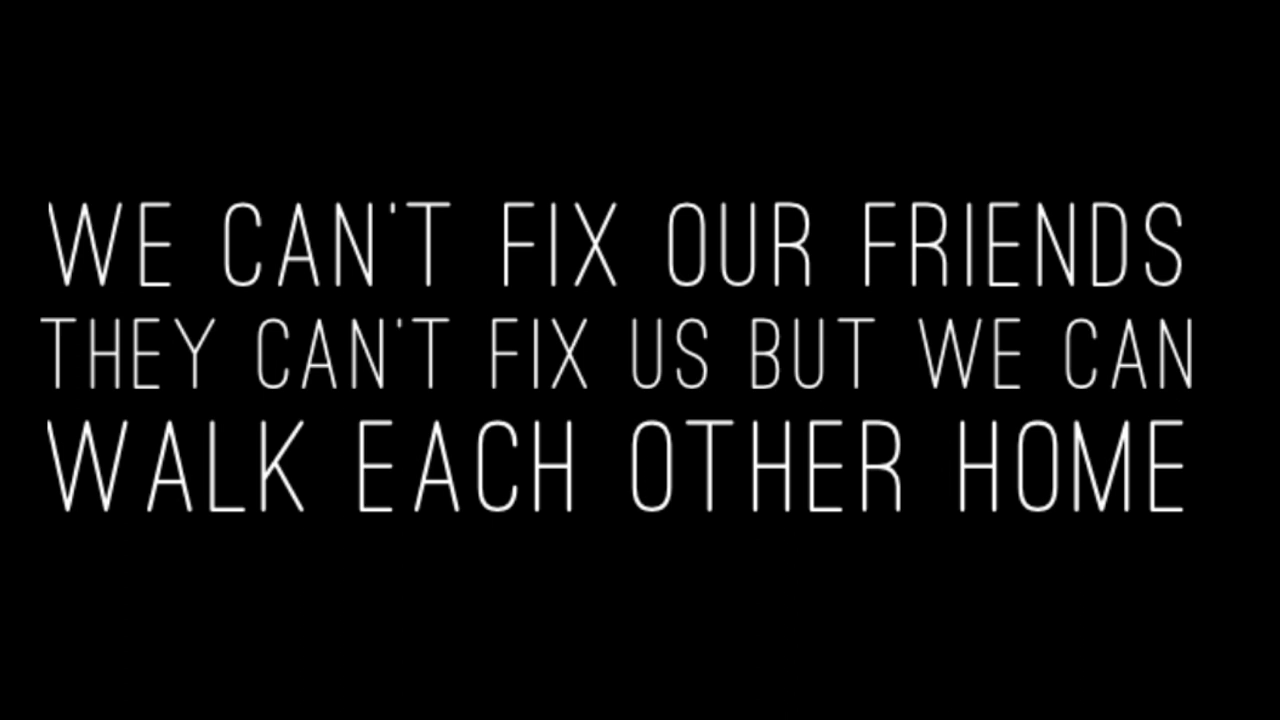 WE CAN'T FIX OUR FRIENDS
THEY CAN'T FIX US BUT WE CAN
WALK EACH OTHER HOME